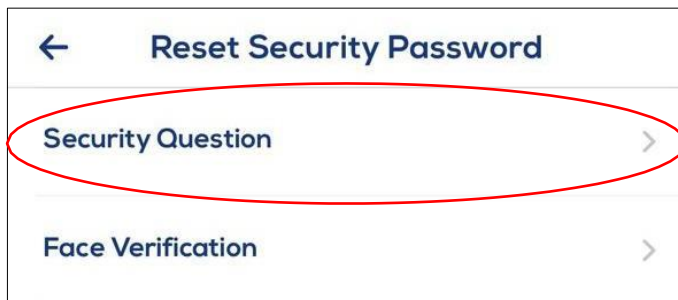 Reset Security Password
Security Question
Face Verification